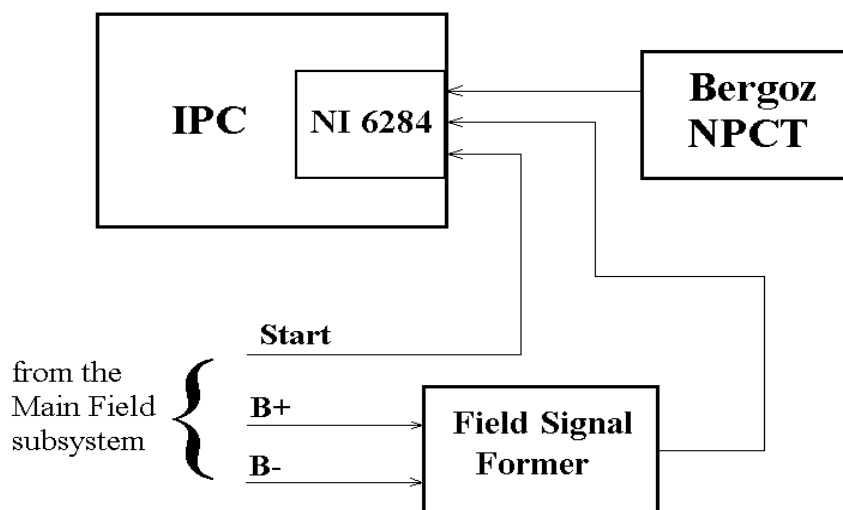 IPC
NI 6284
Bergoz
NPCT
Start
from the
Main Field
subsystem
B+
B-
Field Signal
Former